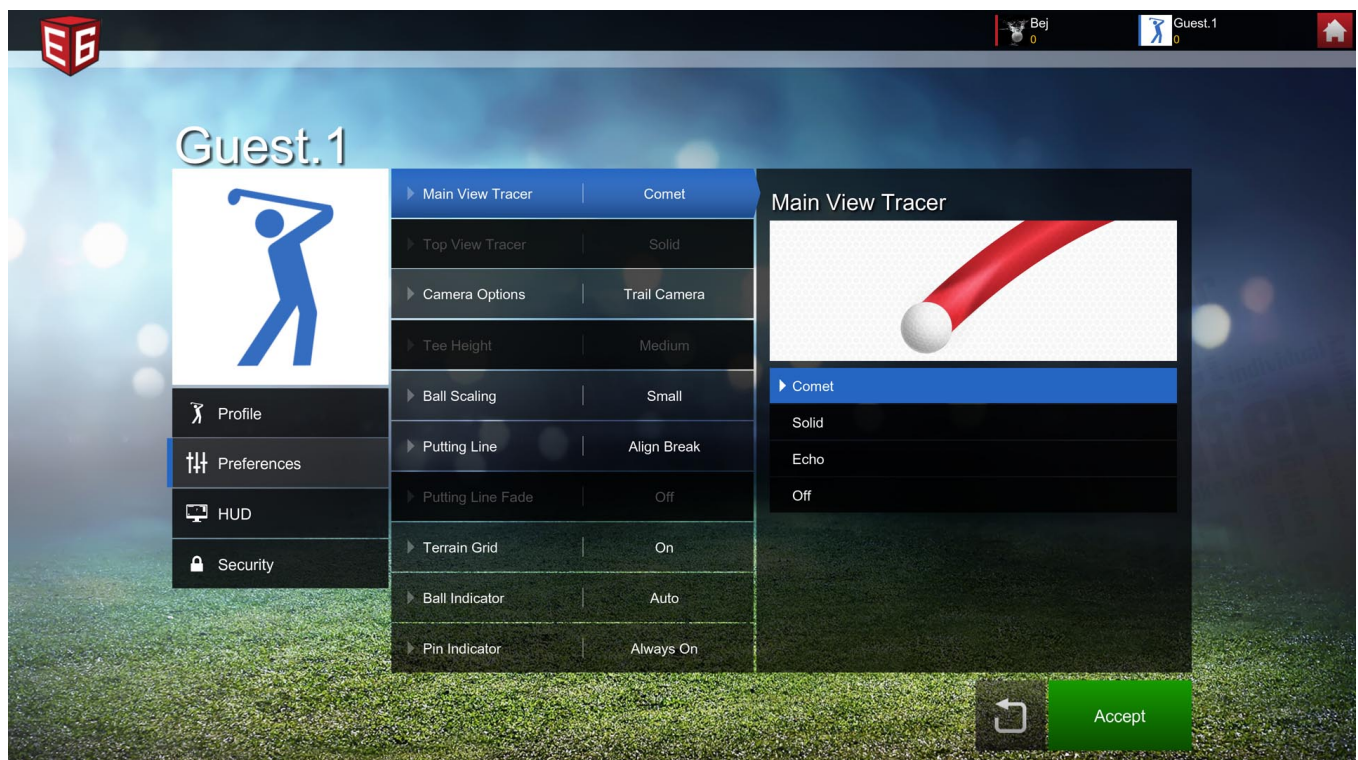 E6
Bej
0
Guest.1
0
Guest.1
Main View Tracer
Comet
Top View Tracer
Solid
Camera Options
Trail Camera
Tee Height
Medium
Ball Scaling
Small
Putting Line
Align Break
Putting Line Fade
Off
Terrain Grid
On
Ball Indicator
Auto
Pin Indicator
Always On
Profile
Preferences
HUD
Security
Main View Tracer
Comet
Solid
Echo
Off
Accept